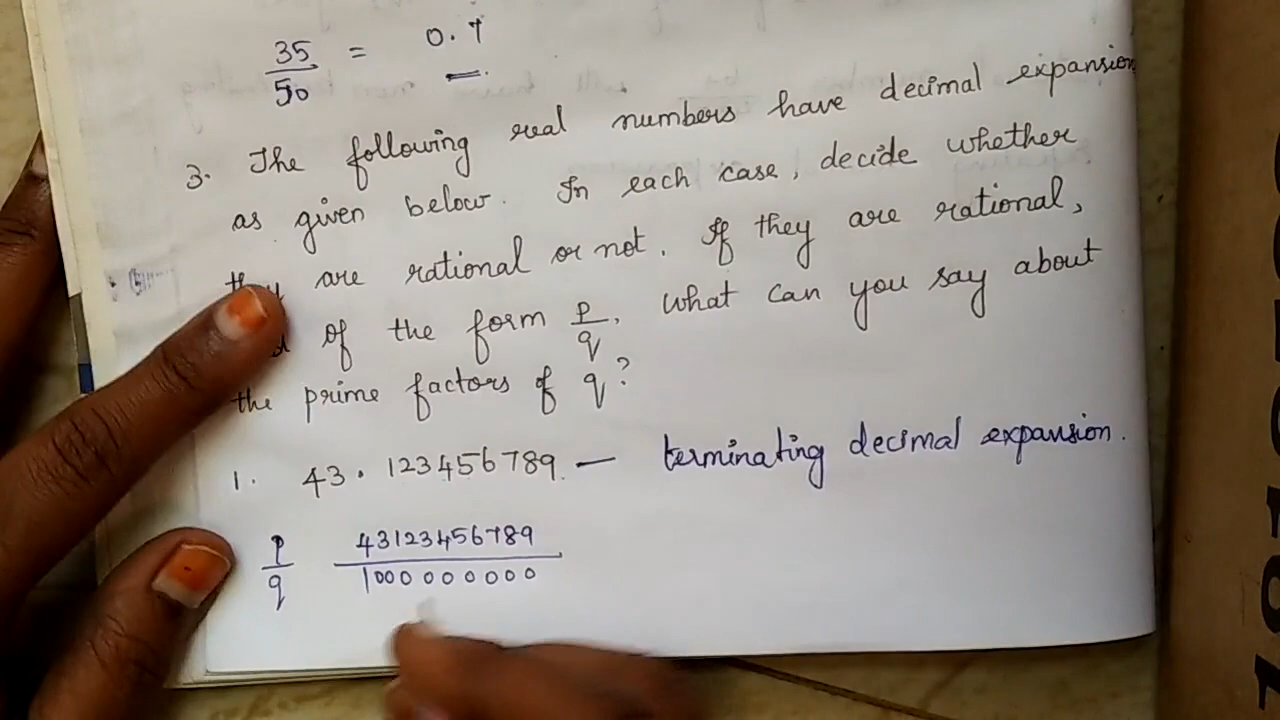 35/50 = 0.7
3. The following real numbers have decimal expansion
as given below. In each case, decide whether
they are rational or not. If they are rational,
of the form p/q. What can you say about
the prime factors of q?
1. 43.123456789 — terminating decimal expansion.
p/q 43123456789/1000000000